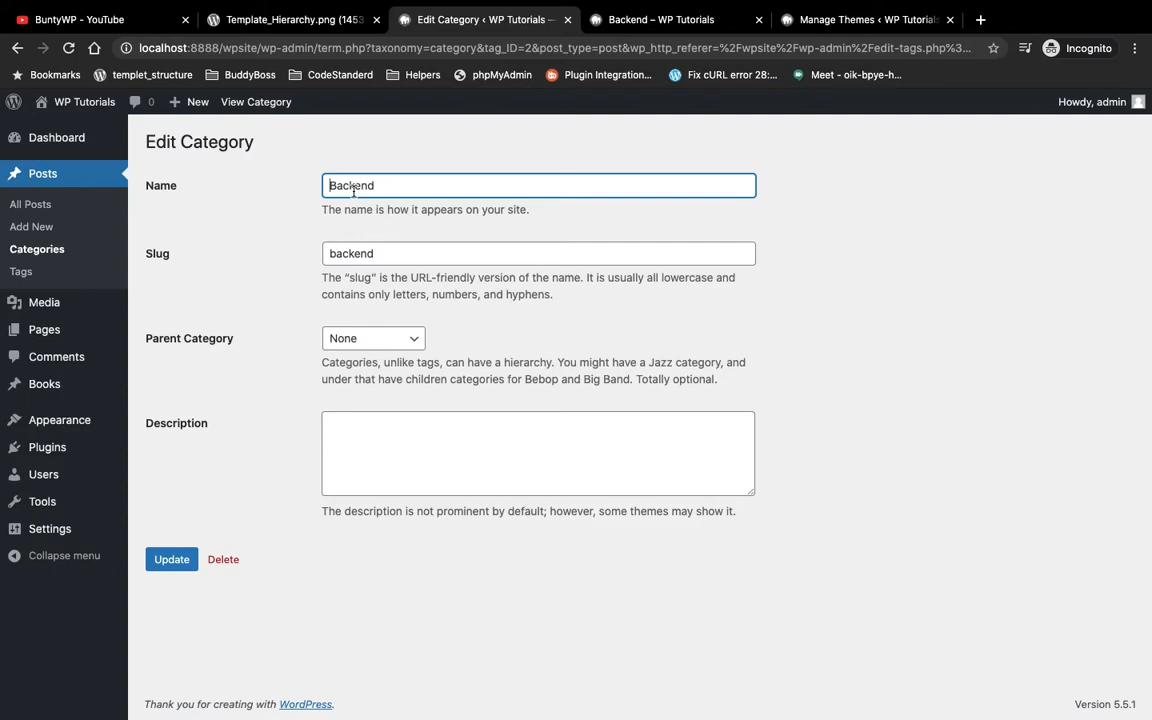 BuntyWP - YouTube
Template_Hierarchy.png (1453
Edit Category ‹ WP Tutorials —
Backend – WP Tutorials
Manage Themes ‹ WP Tutorials
localhost:8888/wpsite/wp-admin/term.php?taxonomy=category&tag_ID=2&post_type=post&wp_http_referer=%2Fwpsite%2Fwp-admin%2Fedit-tags.php%3...
Incognito
Bookmarks templet_structure BuddyBoss CodeStanderd Helpers phpMyAdmin Plugin Integration... Fix cURL error 28:... Meet - oik-bpye-h...
WP Tutorials 0 New View Category Howdy, admin
Dashboard
Posts
All Posts
Add New
Categories
Tags
Media
Pages
Comments
Books
Appearance
Plugins
Users
Tools
Settings
Collapse menu
Edit Category
Name
Backend
The name is how it appears on your site.
Slug
backend
The “slug” is the URL-friendly version of the name. It is usually all lowercase and
contains only letters, numbers, and hyphens.
Parent Category
None
Categories, unlike tags, can have a hierarchy. You might have a Jazz category, and
under that have children categories for Bebop and Big Band. Totally optional.
Description
The description is not prominent by default; however, some themes may show it.
Update Delete
Thank you for creating with WordPress.
Version 5.5.1